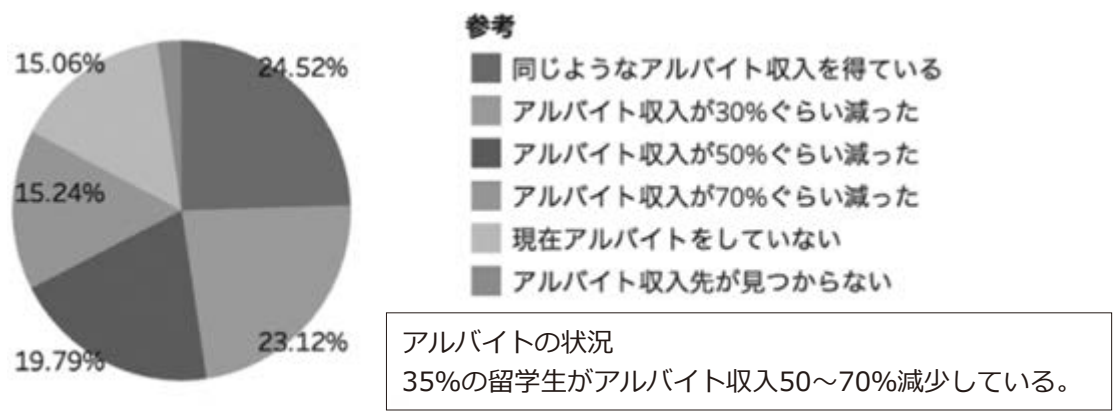 参考
15.06%
24.52%
同じようなアルバイト収入を得ている
アルバイト収入が30%ぐらい減った
アルバイト収入が50%ぐらい減った
15.24%
アルバイト収入が70%ぐらい減った
現在アルバイトをしていない
アルバイト収入先が見つからない
19.79%
23.12%
アルバイトの状況
35%の留学生がアルバイト収入50～70%減少している。